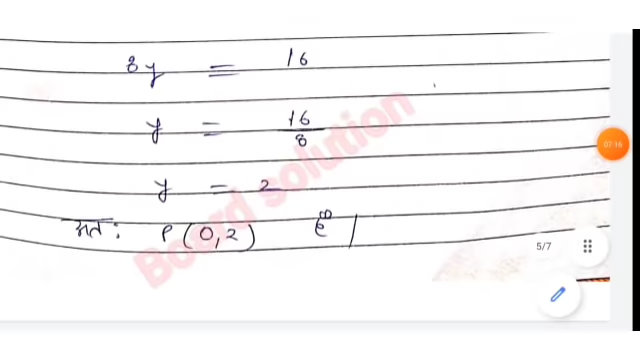 8y = 16
y = 16/8
y = 2
अतः P(0,2) है |
Board solution
07:16
5/7